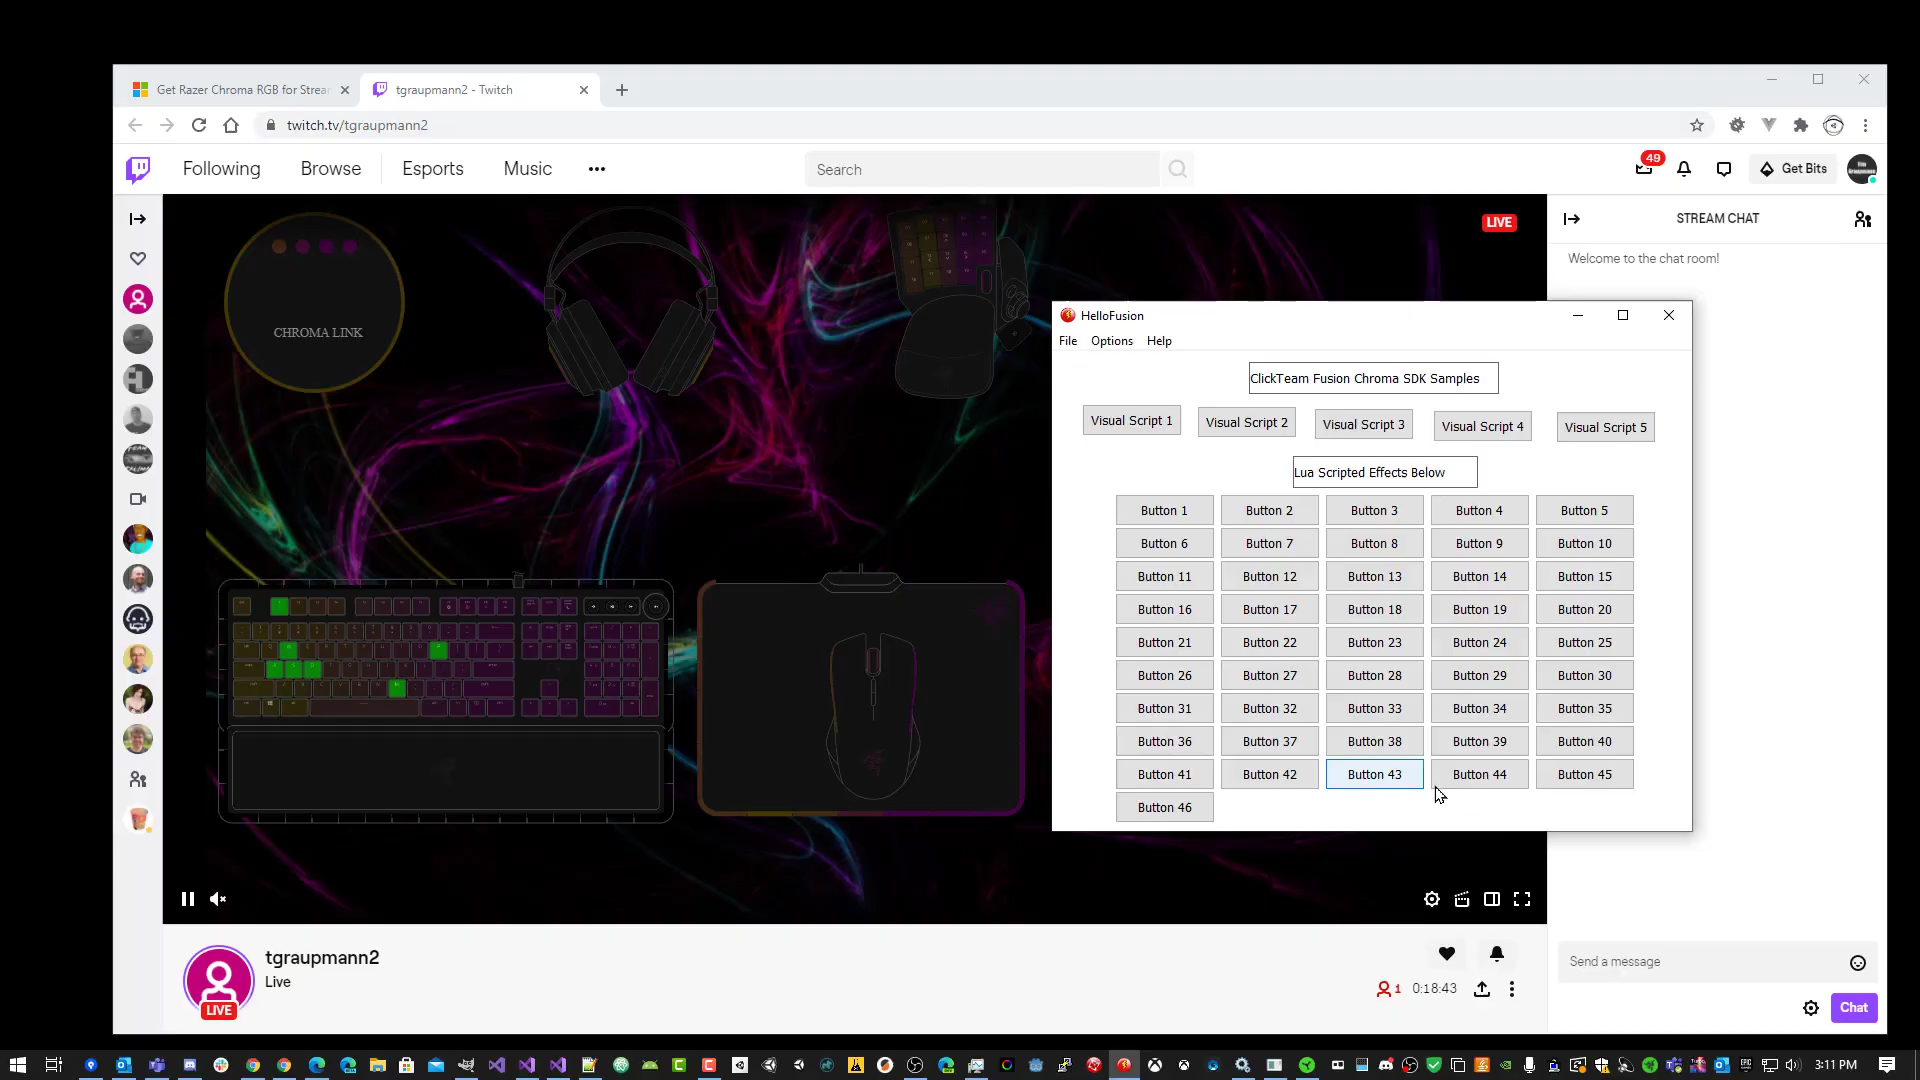 Get Razer Chroma RGB for Strea
tgraupmann2 - Twitch
twitch.tv/tgraupmann2
Following
Browse
Esports
Music
Search
49
Get Bits
LIVE
STREAM CHAT
Welcome to the chat room!
CHROMA LINK
HelloFusion
File Options Help
ClickTeam Fusion Chroma SDK Samples
Visual Script 1
Visual Script 2
Visual Script 3
Visual Script 4
Visual Script 5
Lua Scripted Effects Below
Button 1 Button 2 Button 3 Button 4 Button 5
Button 6 Button 7 Button 8 Button 9 Button 10
Button 11 Button 12 Button 13 Button 14 Button 15
Button 16 Button 17 Button 18 Button 19 Button 20
Button 21 Button 22 Button 23 Button 24 Button 25
Button 26 Button 27 Button 28 Button 29 Button 30
Button 31 Button 32 Button 33 Button 34 Button 35
Button 36 Button 37 Button 38 Button 39 Button 40
Button 41 Button 42 Button 43 Button 44 Button 45
Button 46
tgraupmann2
Live
LIVE
1
0:18:43
Send a message
Chat
3:11 PM